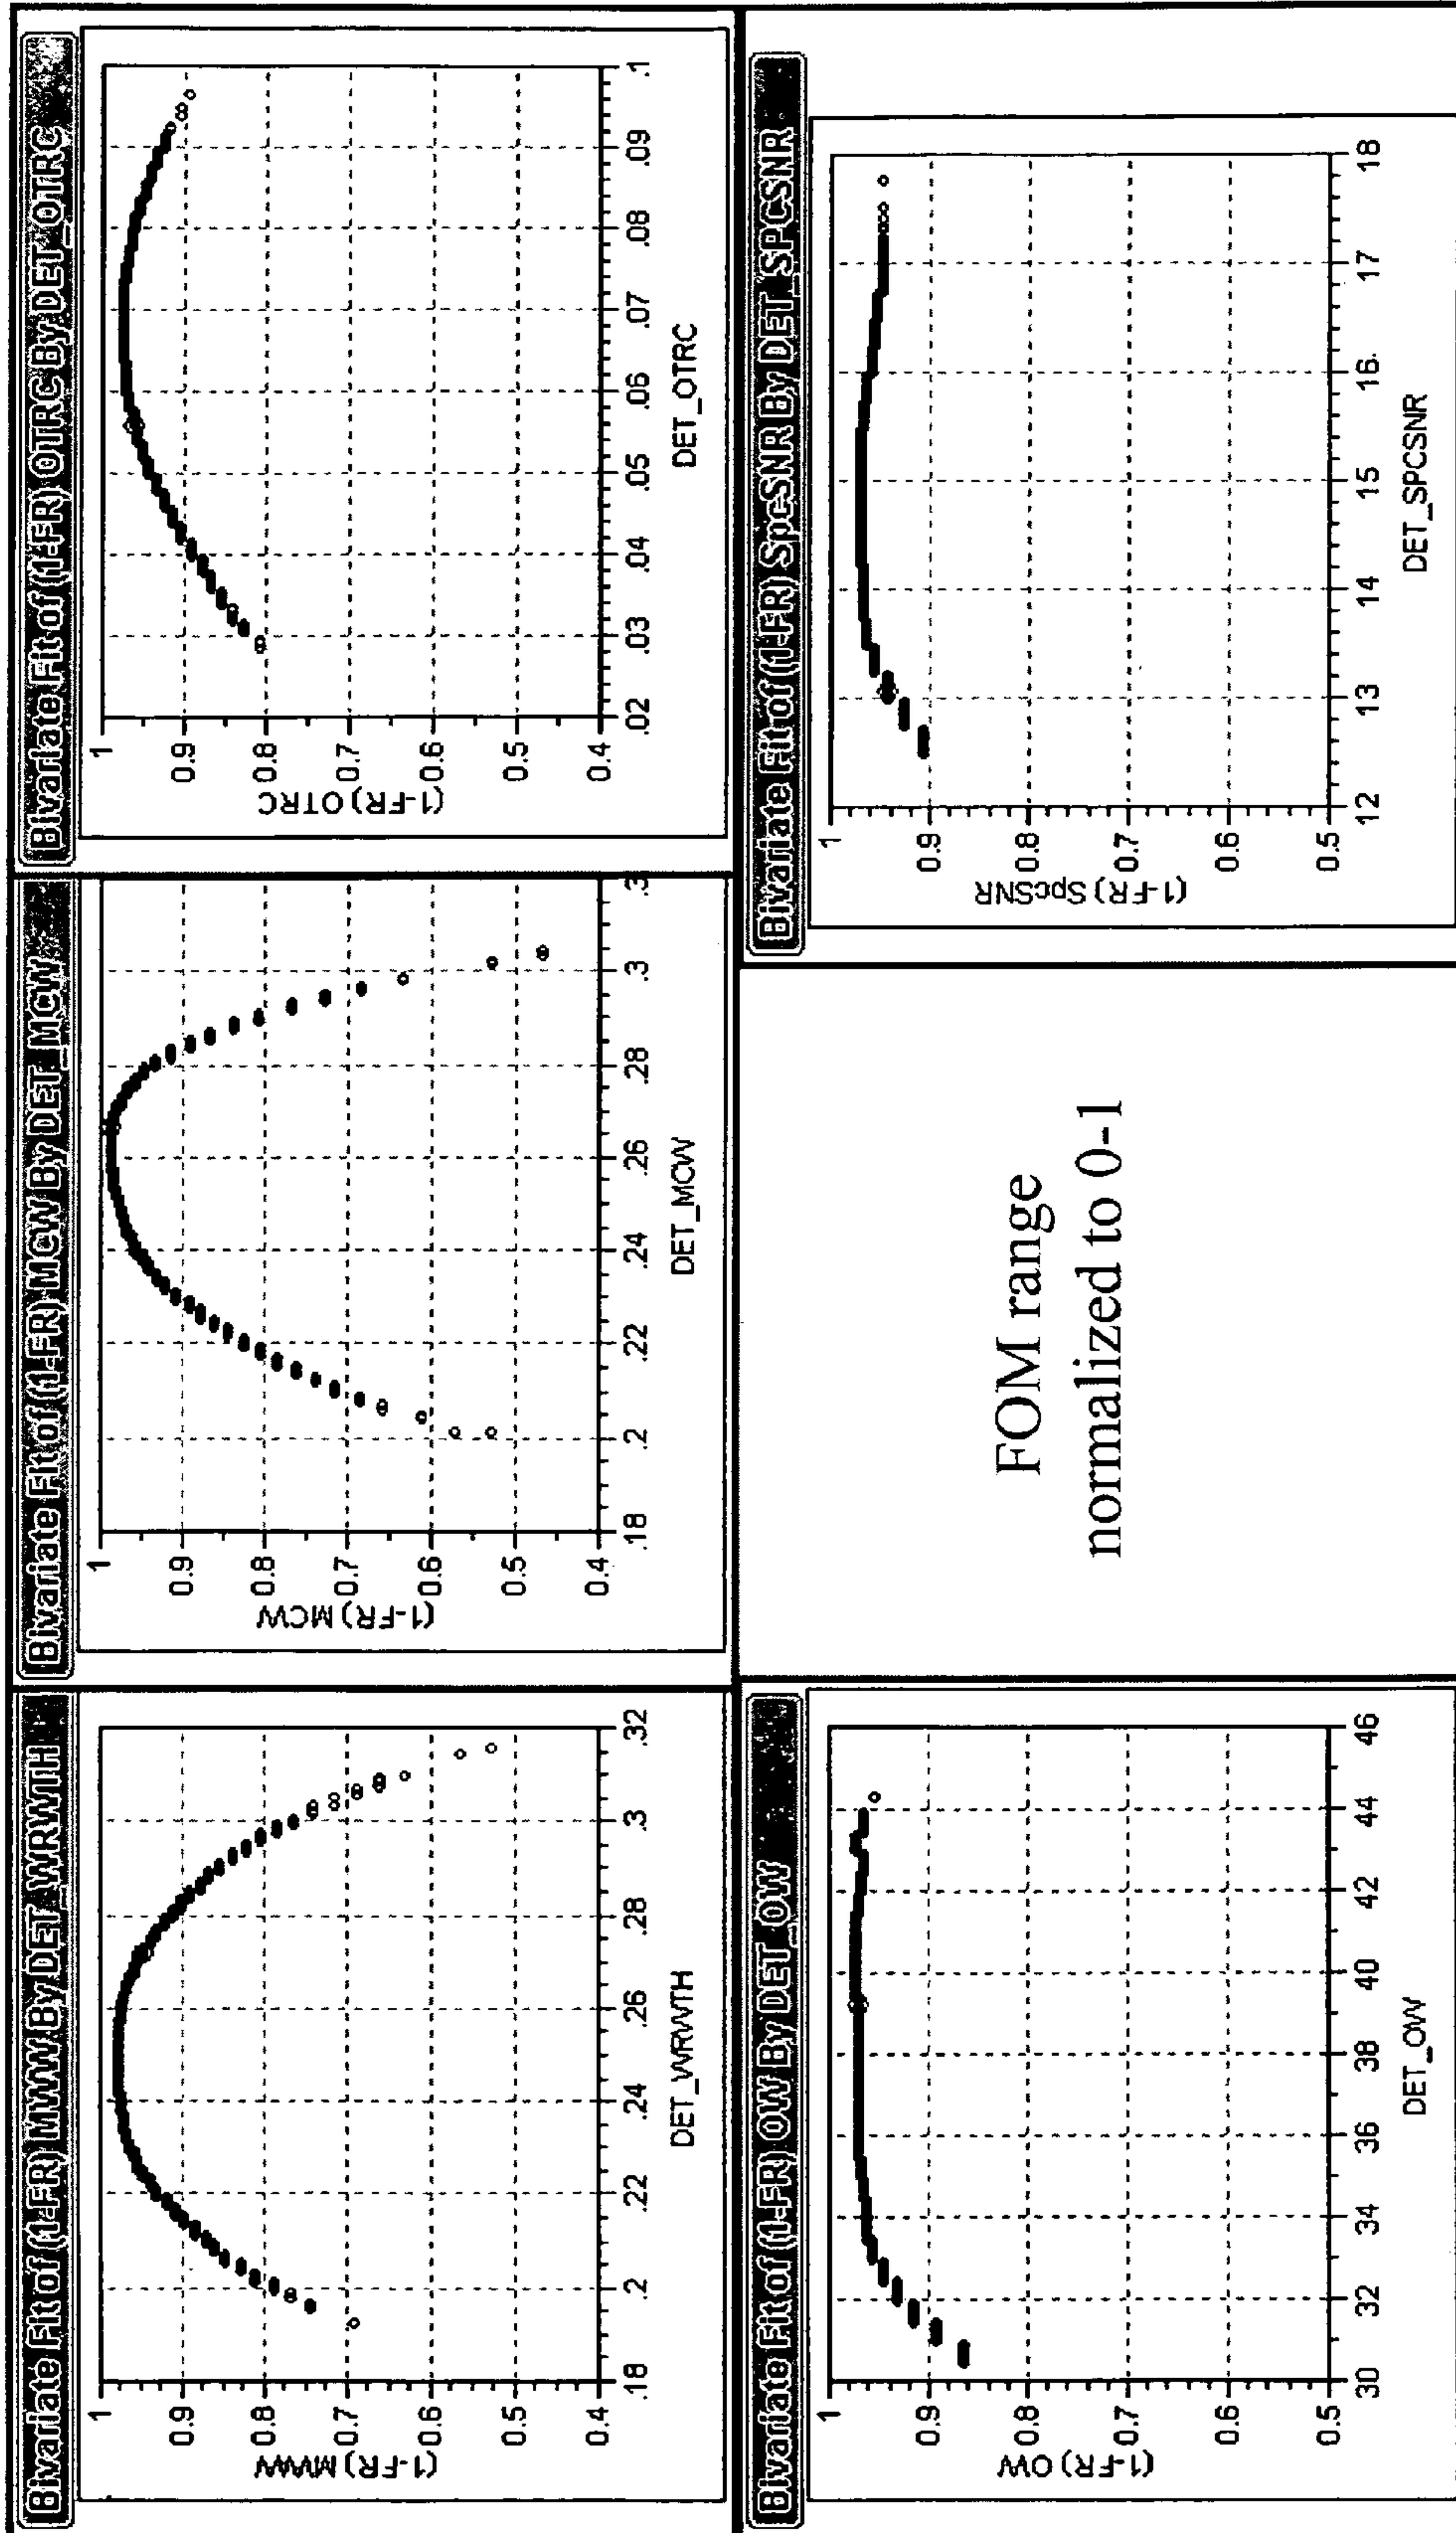 Bivariate Fit of (1-FR) MWW By DET_WRWTH
(1-FR) MWW
1
0.9
0.8
0.7
0.6
0.5
0.4
.18 .2 .22 .24 .26 .28 .3 .32
DET_WRWTH
Bivariate Fit of (1-FR) MCW By DET_MCW
(1-FR) MCW
1
0.9
0.8
0.7
0.6
0.5
0.4
.18 .2 .22 .24 .26 .28 .3 .3
DET_MCW
Bivariate Fit of (1-FR) OTRC By DET_OTRC
(1-FR) OTRC
1
0.9
0.8
0.7
0.6
0.5
0.4
.02 .03 .04 .05 .06 .07 .08 .09 .1
DET_OTRC
Bivariate Fit of (1-FR) OW By DET_OW
(1-FR) OW
1
0.9
0.8
0.7
0.6
0.5
30 32 34 36 38 40 42 44 46
DET_OW
FOM range
normalized to 0-1
Bivariate Fit of (1-FR) SpcSNR By DET_SPCSNR
(1-FR) SpcSNR
1
0.9
0.8
0.7
0.6
0.5
12 13 14 15 16 17 18
DET_SPCSNR